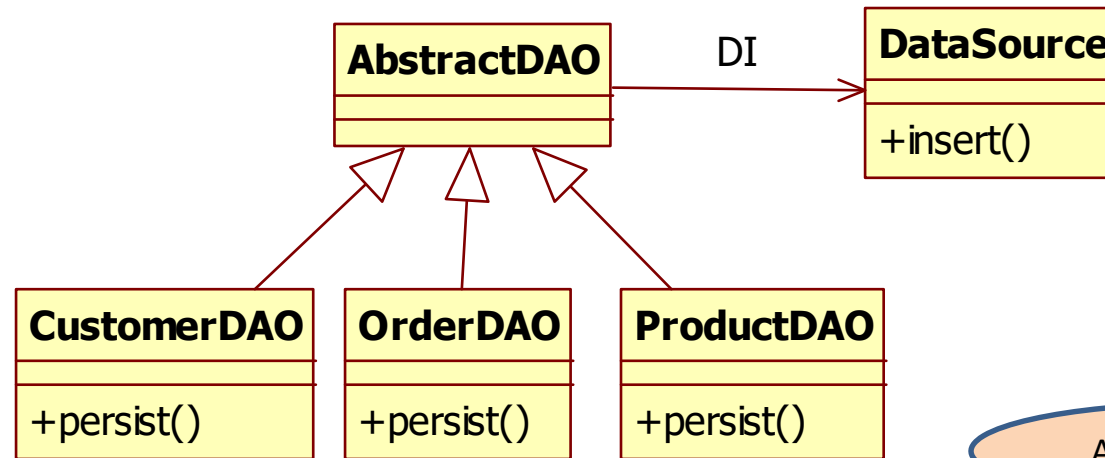 AbstractDAO
DI
DataSource
+insert()
CustomerDAO
+persist()
OrderDAO
+persist()
ProductDAO
+persist()
A